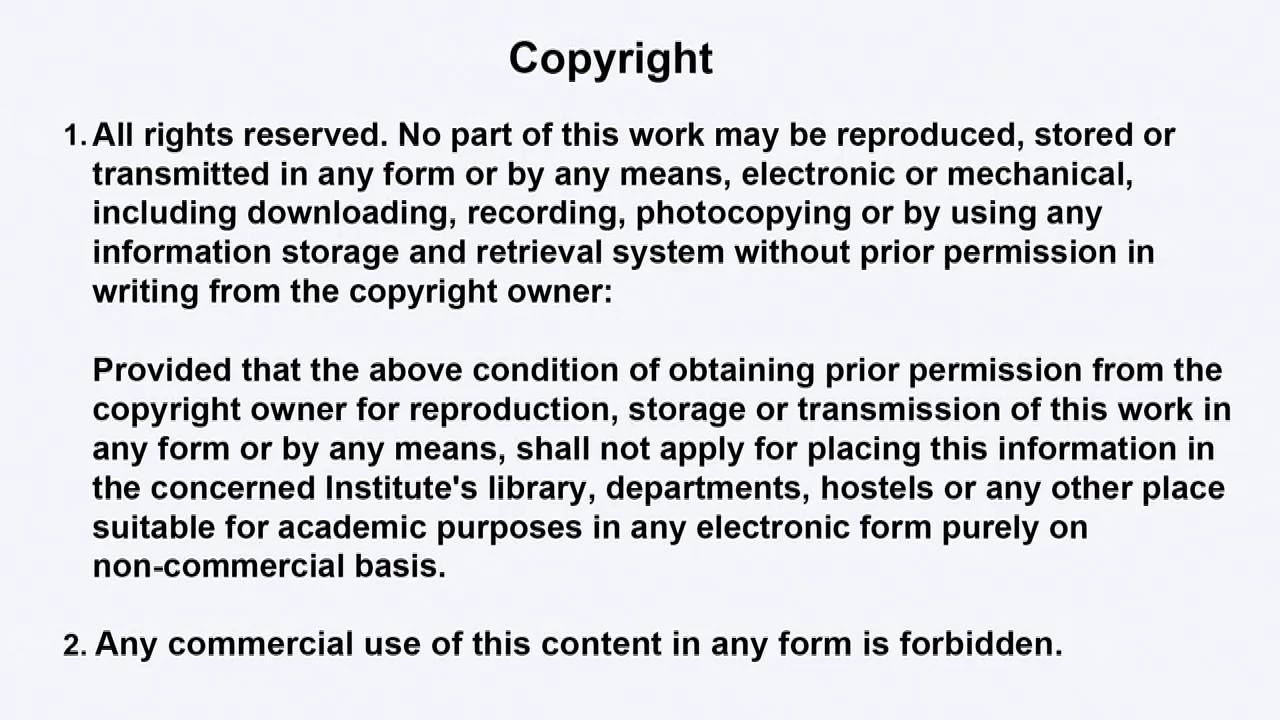 Copyright
1. All rights reserved. No part of this work may be reproduced, stored or
transmitted in any form or by any means, electronic or mechanical,
including downloading, recording, photocopying or by using any
information storage and retrieval system without prior permission in
writing from the copyright owner:
Provided that the above condition of obtaining prior permission from the
copyright owner for reproduction, storage or transmission of this work in
any form or by any means, shall not apply for placing this information in
the concerned Institute's library, departments, hostels or any other place
suitable for academic purposes in any electronic form purely on
non-commercial basis.
2. Any commercial use of this content in any form is forbidden.